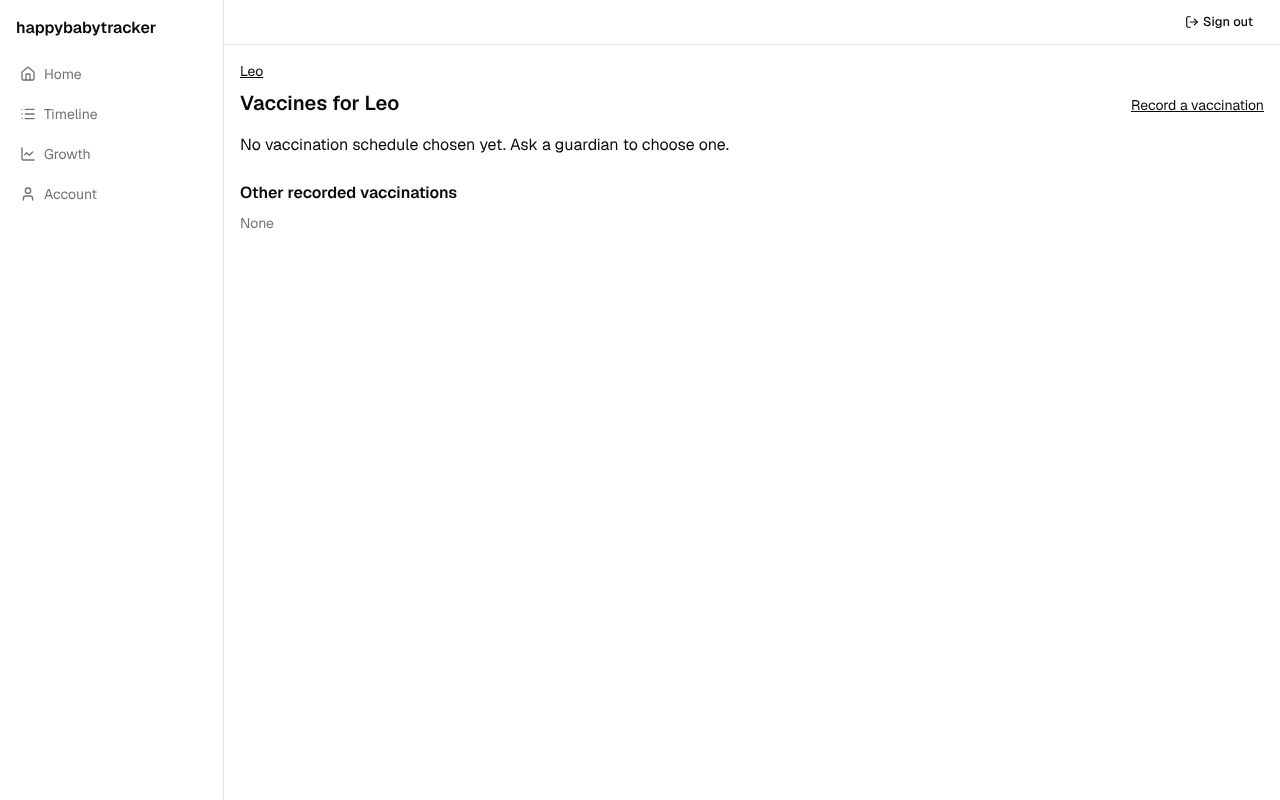 happybabytracker
Sign out
Home
Timeline
Growth
Account
Leo
Vaccines for Leo
Record a vaccination
No vaccination schedule chosen yet. Ask a guardian to choose one.
Other recorded vaccinations
None